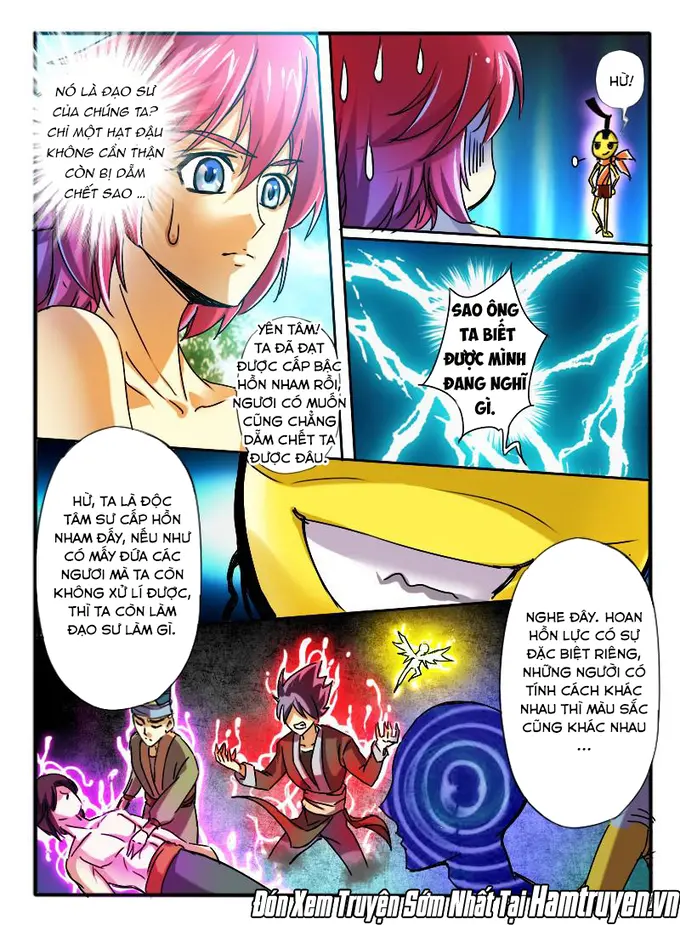 NÓ LÀ ĐẠO SƯ
CỦA CHÚNG TA?
CHỈ MỘT HẠT ĐẬU
KHÔNG CẨN THẬN
CÒN BỊ DẪM
CHẾT SAO ...
HỪ!
SAO ÔNG
TA BIẾT
ĐƯỢC MÌNH
ĐANG NGHĨ
GÌ.
YÊN TÂM!
TA ĐÃ ĐẠT
ĐƯỢC CẤP BẬC
HỒN NHAM RỒI,
NGƯƠI CÓ MUỐN
CŨNG CHẲNG
DẪM CHẾT TA
ĐƯỢC ĐÂU.
HỪ, TA LÀ ĐỘC
TÂM SƯ CẤP HỒN
NHAM ĐẤY, NẾU NHƯ
CÓ MẤY ĐỨA CÁC
NGƯƠI MÀ TA CÒN
KHÔNG XỬ LÍ ĐƯỢC,
THÌ TA CÒN LÀM
ĐẠO SƯ LÀM GÌ.
NGHE ĐÂY. HOAN
HỒN LỰC CÓ SỰ
ĐẶC BIỆT RIÊNG,
NHỮNG NGƯỜI CÓ
TÍNH CÁCH KHÁC
NHAU THÌ MÀU SẮC
CŨNG KHÁC NHAU
...
Đón Xem Truyện Sớm Nhất Tại Hamtruyen.vn